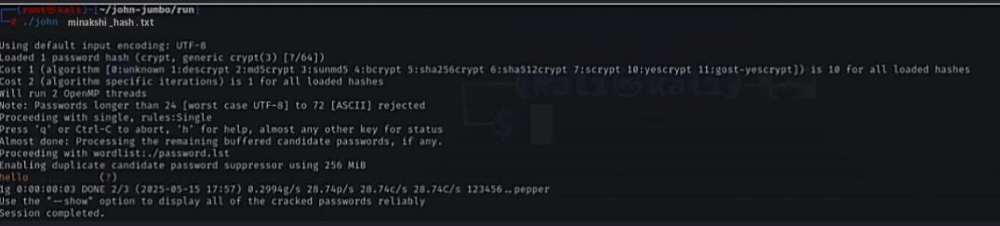 ┌──(root㉿kali)-[~/john-jumbo/run]
└─# ./john minakshi_hash.txt
Using default input encoding: UTF-8
Loaded 1 password hash (crypt, generic crypt(3) [?/64])
Cost 1 (algorithm [0:unknown 1:descrypt 2:md5crypt 3:sunmd5 4:bcrypt 5:sha256crypt 6:sha512crypt 7:scrypt 10:yescrypt 11:gost-yescrypt]) is 10 for all loaded hashes
Cost 2 (algorithm specific iterations) is 1 for all loaded hashes
Will run 2 OpenMP threads
Note: Passwords longer than 24 [worst case UTF-8] to 72 [ASCII] rejected
Proceeding with single, rules:Single
Press 'q' or Ctrl-C to abort, 'h' for help, almost any other key for status
Almost done: Processing the remaining buffered candidate passwords, if any.
Proceeding with wordlist:./password.lst
Enabling duplicate candidate password suppressor using 256 MiB
hello (?)
1g 0:00:00:03 DONE 2/3 (2025-05-15 17:57) 0.2994g/s 28.74p/s 28.74c/s 28.74C/s 123456..pepper
Use the "--show" option to display all of the cracked passwords reliably
Session completed.
(kali㉿kali)-
$